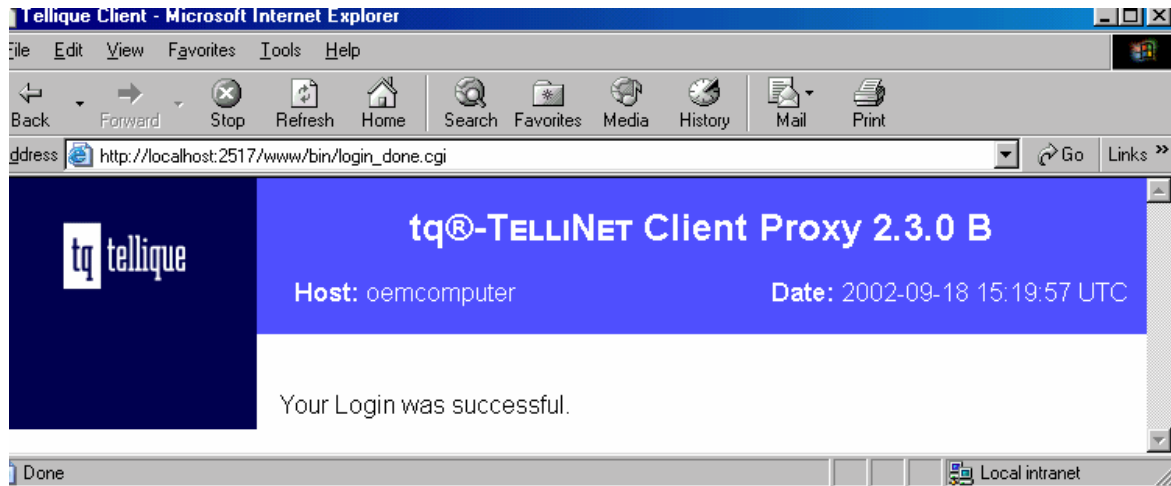 Tellique Client - Microsoft Internet Explorer
File Edit View Favorites Tools Help
Back Forward Stop Refresh Home Search Favorites Media History Mail Print
ddress http://localhost:2517/www/bin/login_done.cgi Go Links »
tq tellique
tq®-TELLINET Client Proxy 2.3.0 B
Host: oemcomputer Date: 2002-09-18 15:19:57 UTC
Your Login was successful.
Done Local intranet